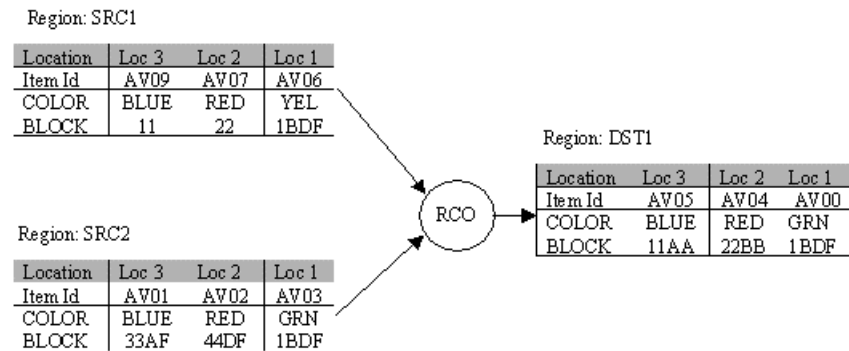 Region: SRC1
Location Loc 3 Loc 2 Loc 1
Item Id AV09 AV07 AV06
COLOR BLUE RED YEL
BLOCK 11 22 1BDF
Region: SRC2
Location Loc 3 Loc 2 Loc 1
Item Id AV01 AV02 AV03
COLOR BLUE RED GRN
BLOCK 33AF 44DF 1BDF
RCO
Region: DST1
Location Loc 3 Loc 2 Loc 1
Item Id AV05 AV04 AV00
COLOR BLUE RED GRN
BLOCK 11AA 22BB 1BDF